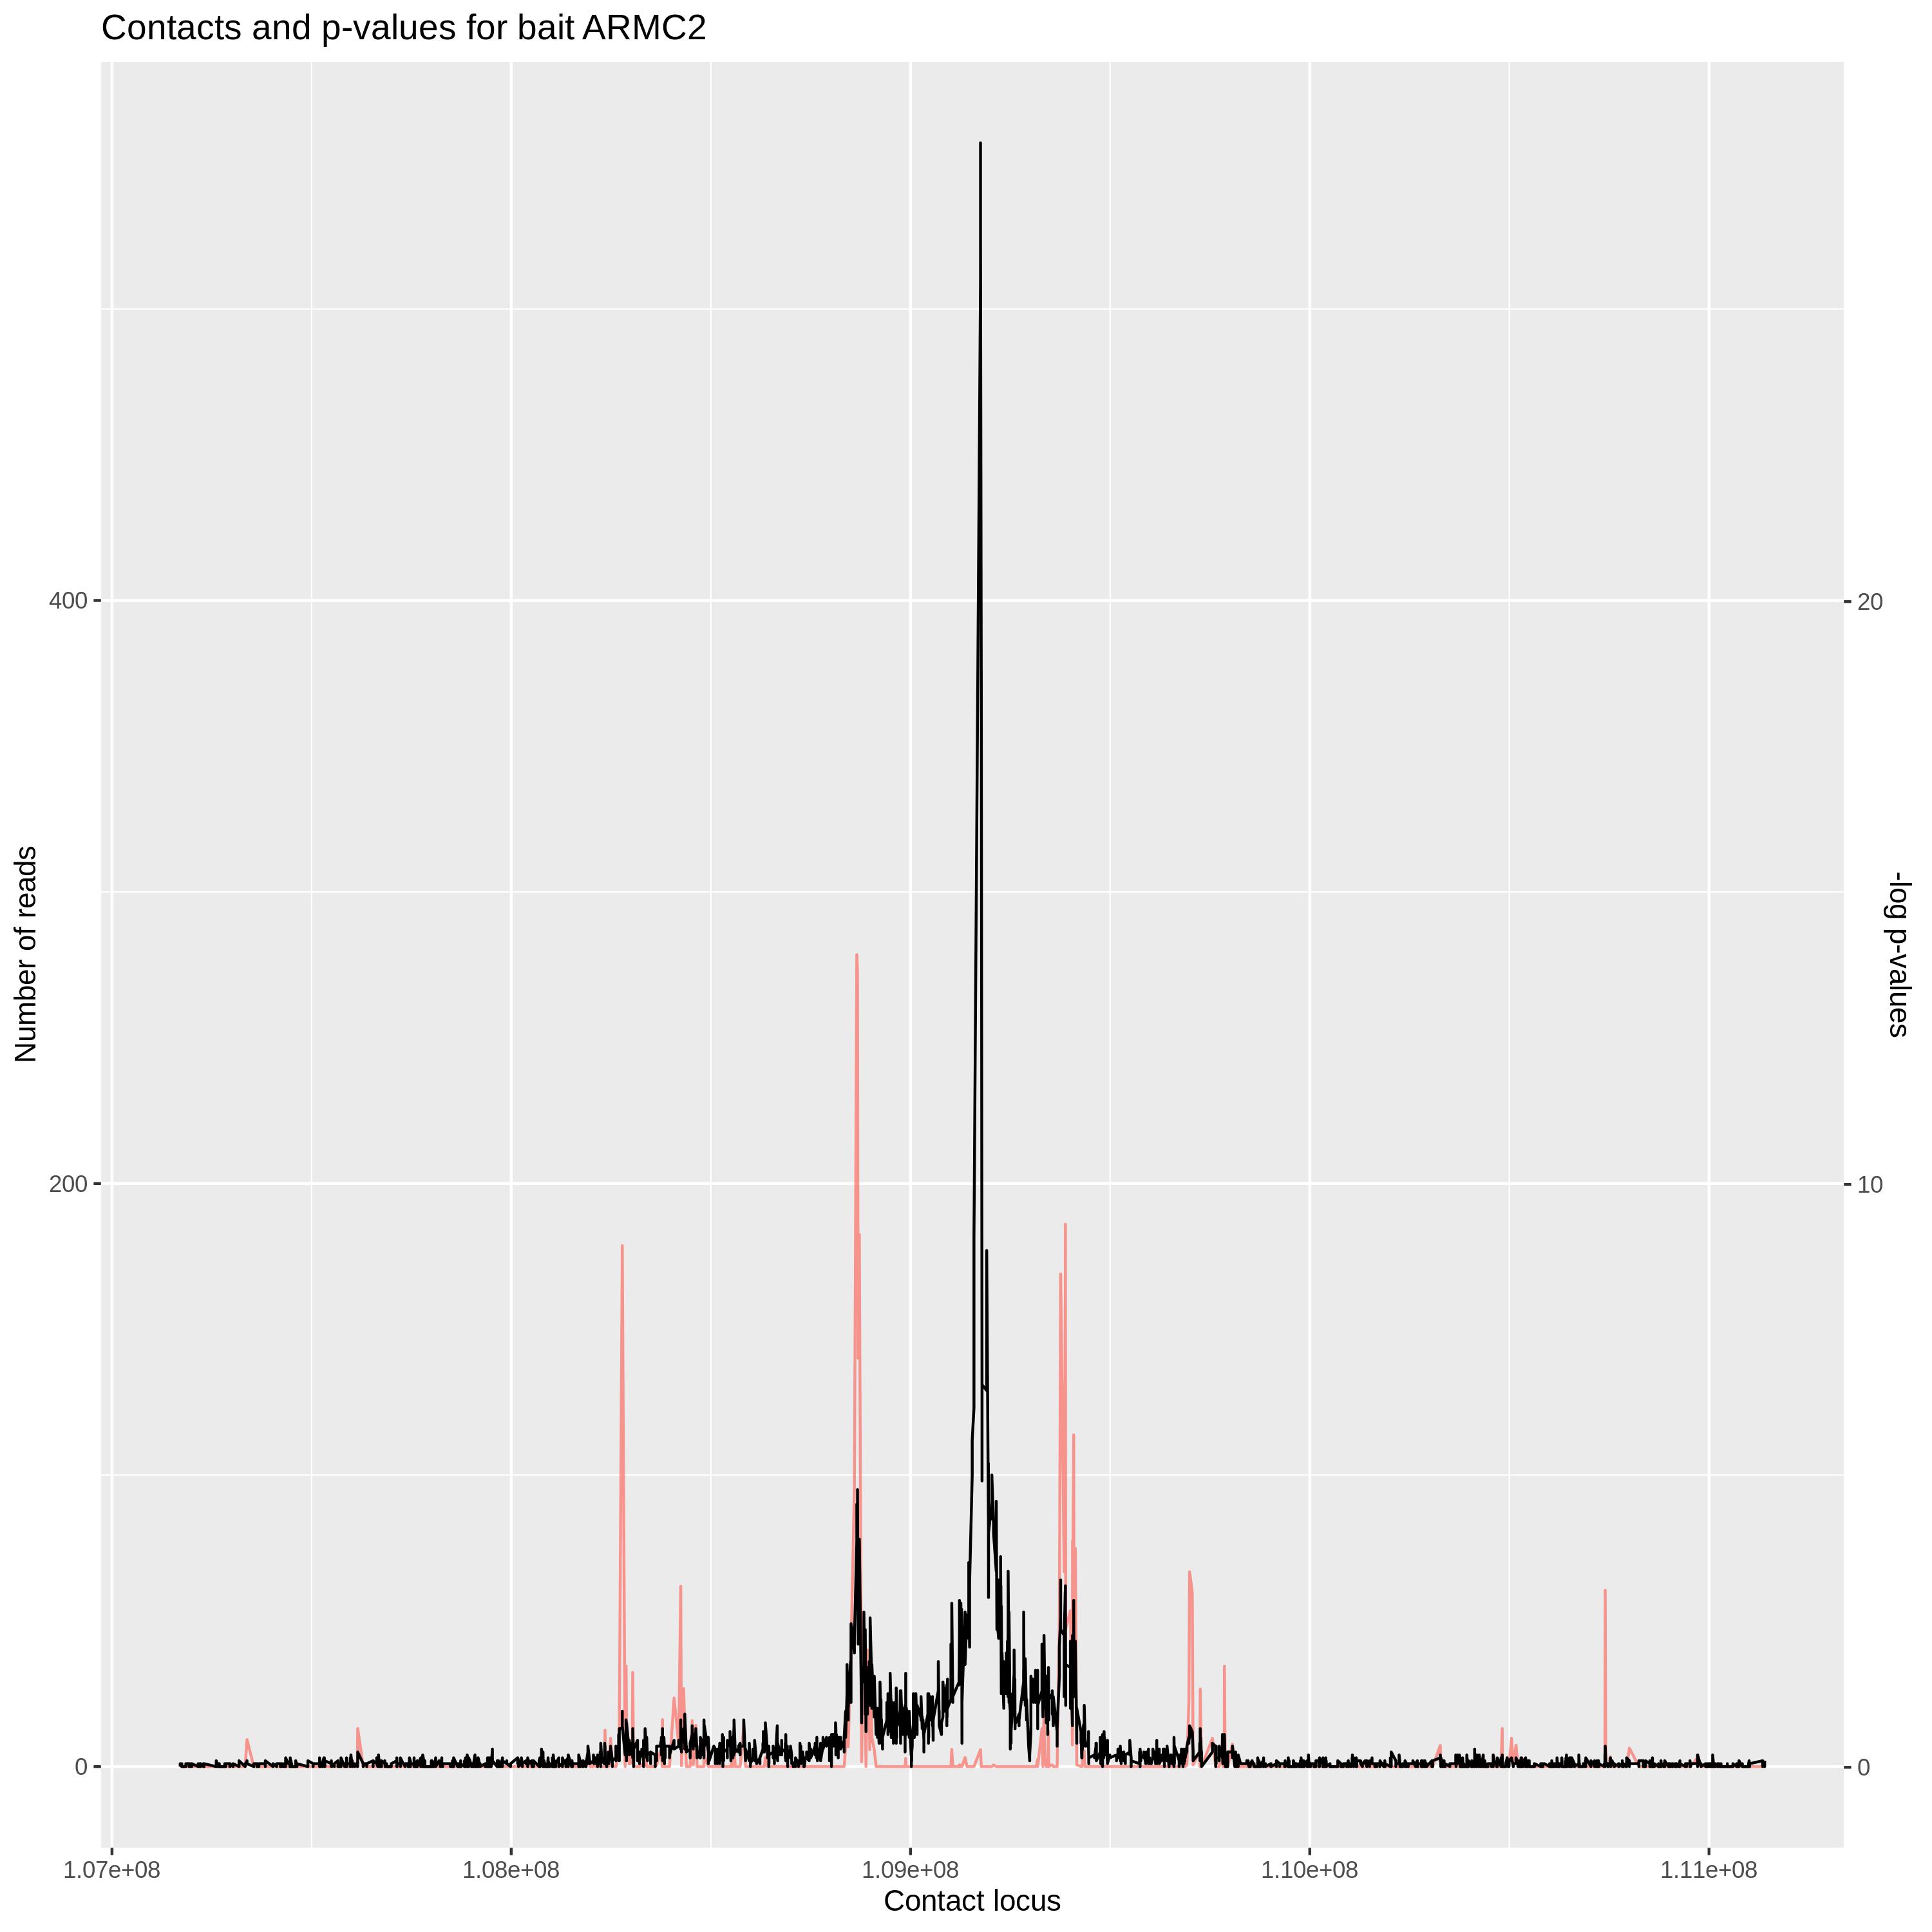 Contacts and p-values for bait ARMC2
Number of reads
400
200
0
20
10
0
-log p-values
1.07e+08
1.08e+08
1.09e+08
1.10e+08
1.11e+08
Contact locus